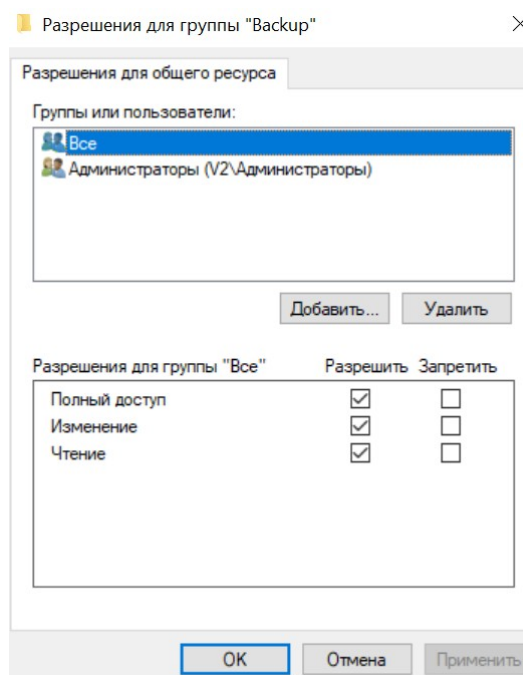 Разрешения для группы "Backup"
Разрешения для общего ресурса
Группы или пользователи:
Все
Администраторы (V2\Администраторы)
Добавить... Удалить
Разрешения для группы "Все" Разрешить Запретить
Полный доступ
Изменение
Чтение
OK Отмена Применить